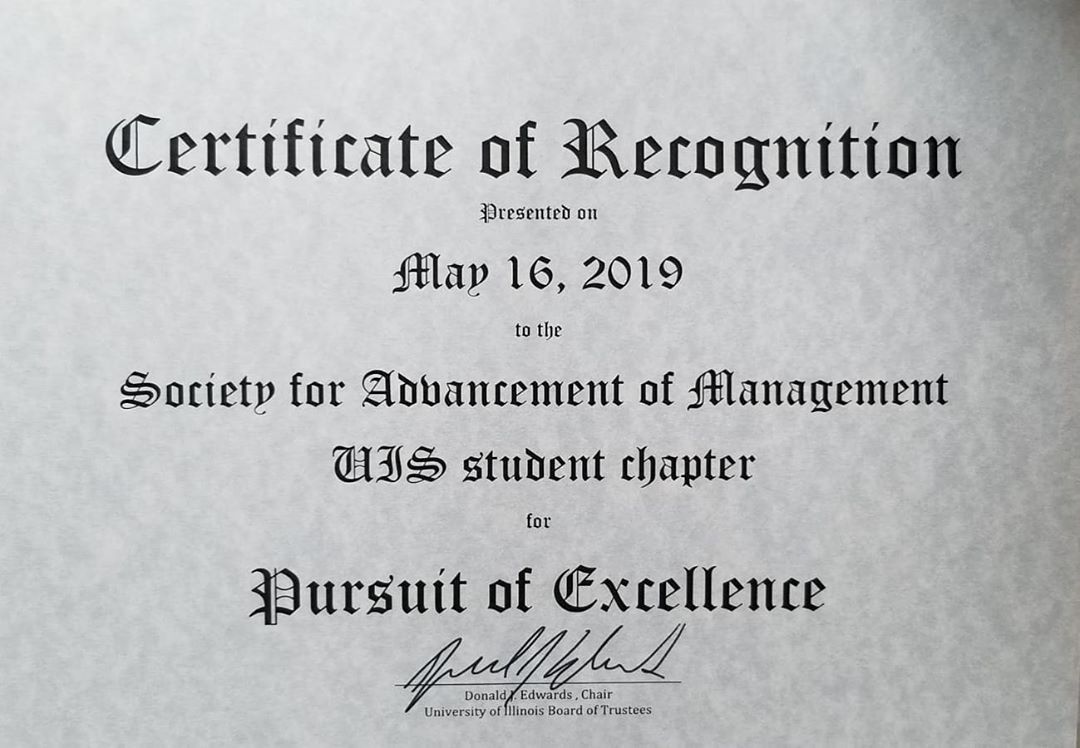 Certificate of Recognition
Presented on
May 16, 2019
to the
Society for Advancement of Management
UIS student chapter
for
Pursuit of Excellence
Donald J. Edwards , Chair
University of Illinois Board of Trustees